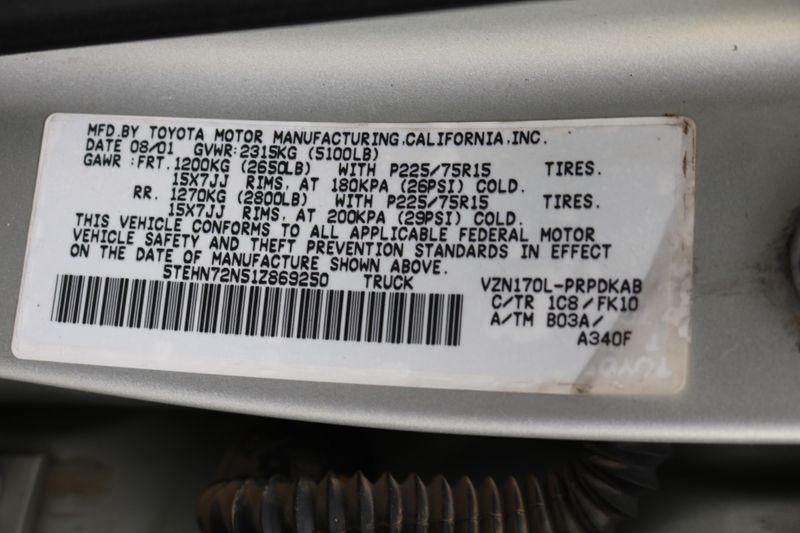 MFD.BY TOYOTA MOTOR MANUFACTURING,CALIFORNIA,INC.
DATE 08/01 GVWR:2315KG (5100LB)
GAWR :FRT. 1200KG (2650LB) WITH P225/75R15 TIRES.
15X7JJ RIMS, AT 180KPA (26PSI) COLD.
RR. 1270KG (2800LB) WITH P225/75R15 TIRES.
15X7JJ RIMS, AT 200KPA (29PSI) COLD.
THIS VEHICLE CONFORMS TO ALL APPLICABLE FEDERAL MOTOR
VEHICLE SAFETY AND THEFT PREVENTION STANDARDS IN EFFECT
ON THE DATE OF MANUFACTURE SHOWN ABOVE.
5TEHN72N51Z869250 TRUCK VZN170L-PRPDKAB
C/TR 1C8/FK10
A/TM B03A/
A340F